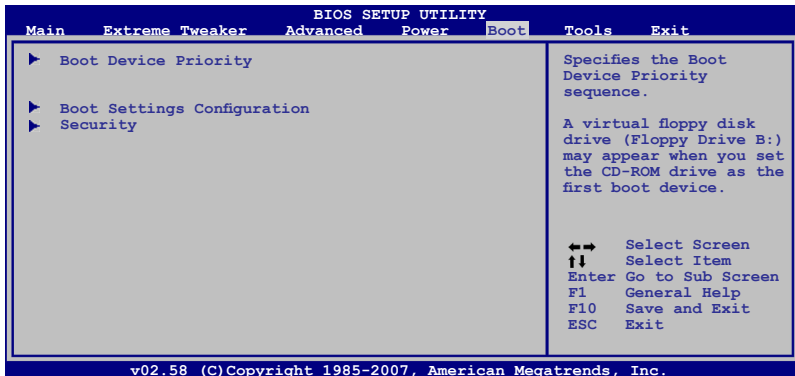 BIOS SETUP UTILITY
Main Extreme Tweaker Advanced Power Boot Tools Exit
Boot Device Priority
Boot Settings Configuration
Security
Specifies the Boot
Device Priority
sequence.
A virtual floppy disk
drive (Floppy Drive B:)
may appear when you set
the CD-ROM drive as the
first boot device.
←→ Select Screen
↑↓ Select Item
Enter Go to Sub Screen
F1 General Help
F10 Save and Exit
ESC Exit
v02.58 (C)Copyright 1985-2007, American Megatrends, Inc.